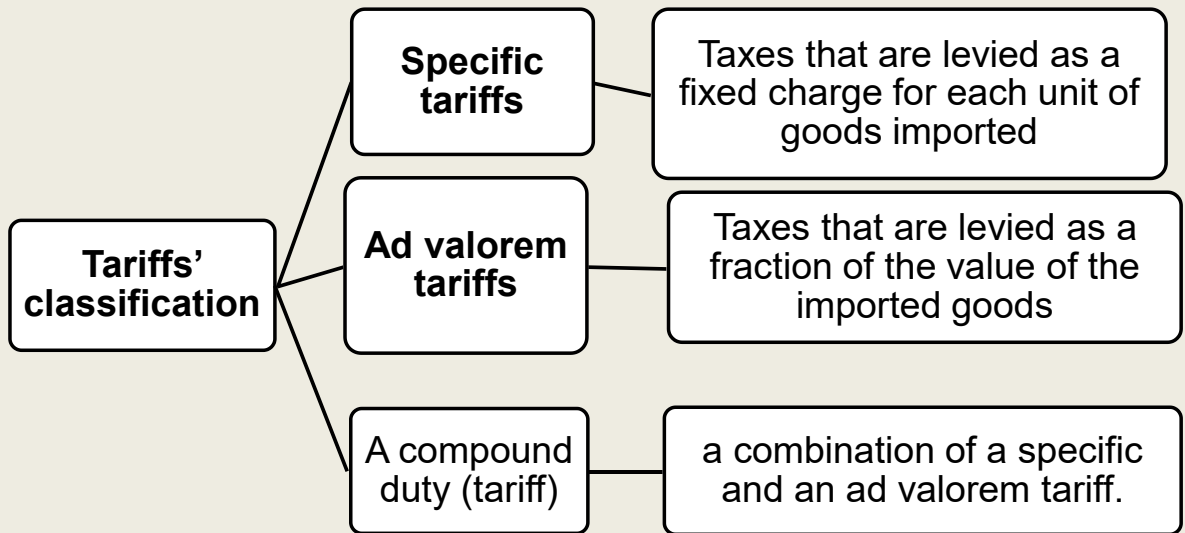 Tariffs’
classification
Specific
tariffs
Taxes that are levied as a
fixed charge for each unit of
goods imported
Ad valorem
tariffs
Taxes that are levied as a
fraction of the value of the
imported goods
A compound
duty (tariff)
a combination of a specific
and an ad valorem tariff.